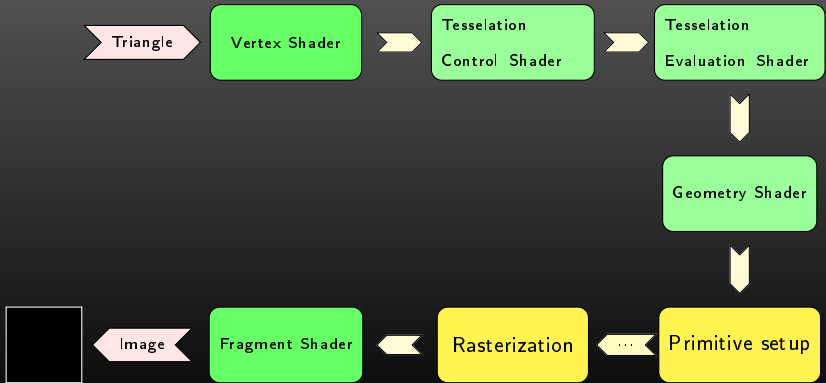 Triangle
Vertex Shader
Tesselation
Control Shader
Tesselation
Evaluation Shader
Geometry Shader
Primitive setup
...
Rasterization
Fragment Shader
Image